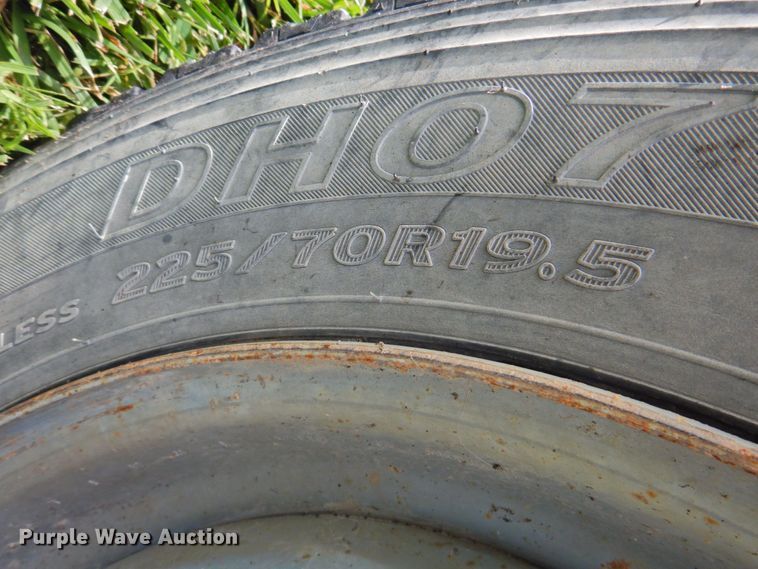 DH07
225/70R19.5
LESS
Purple Wave Auction®